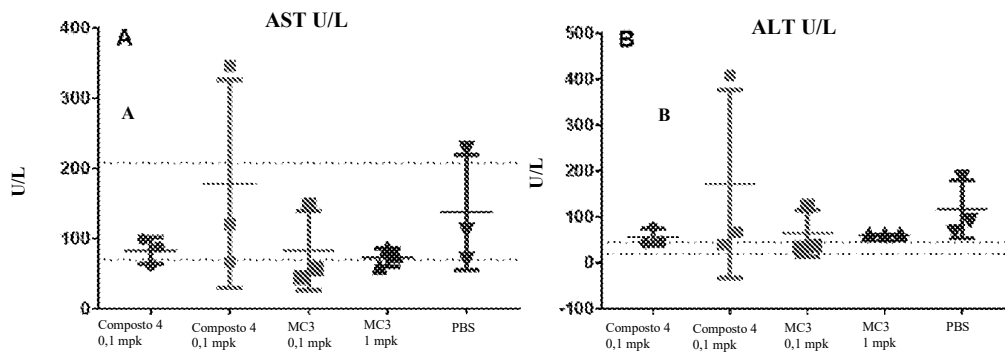 A
AST U/L
400
300
A
200
100
0
U/L
Composto 4
0,1 mpk
Composto 4
0,1 mpk
MC3
0,1 mpk
MC3
1 mpk
PBS
B
ALT U/L
500
400
300
B
200
100
0
-100
U/L
Composto 4
0,1 mpk
Composto 4
0,1 mpk
MC3
0,1 mpk
MC3
1 mpk
PBS